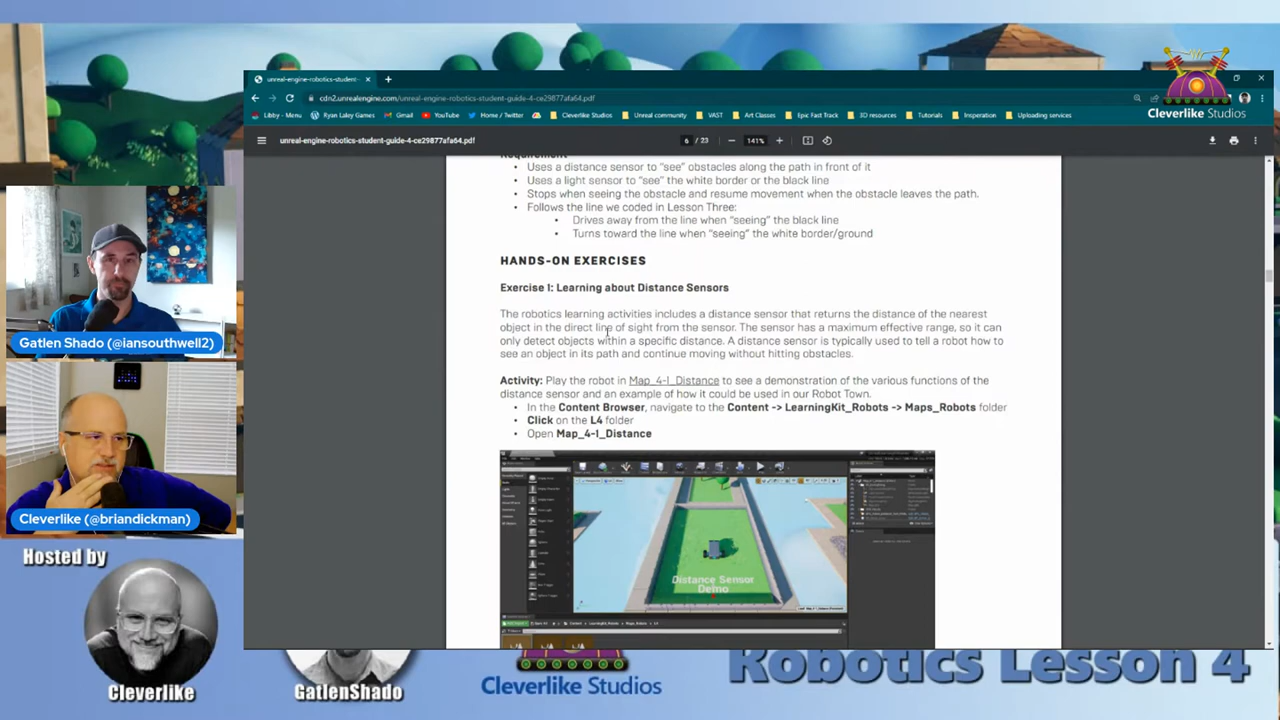 unreal-engine-robotics-student-
cdn2.unrealengine.com/unreal-engine-robotics-student-guide-4-ce29877afa64.pdf
Libby - Menu Ryan Laley Games Gmail YouTube Home / Twitter Cleverlike Studios Unreal community VAST Art Classes Epic Fast Track 3D resources Tutorials Insperation Uploading services
Cleverlike Studios
unreal-engine-robotics-student-guide-4-ce29877afa64.pdf 6 / 23 141%
Requirement
• Uses a distance sensor to “see” obstacles along the path in front of it
• Uses a light sensor to “see” the white border or the black line
• Stops when seeing the obstacle and resume movement when the obstacle leaves the path.
• Follows the line we coded in Lesson Three:
• Drives away from the line when “seeing” the black line
• Turns toward the line when “seeing” the white border/ground
HANDS-ON EXERCISES
Exercise 1: Learning about Distance Sensors
The robotics learning activities includes a distance sensor that returns the distance of the nearest
object in the direct line of sight from the sensor. The sensor has a maximum effective range, so it can
only detect objects within a specific distance. A distance sensor is typically used to tell a robot how to
see an object in its path and continue moving without hitting obstacles.
Activity: Play the robot in Map_4-1_Distance to see a demonstration of the various functions of the
distance sensor and an example of how it could be used in our Robot Town.
• In the Content Browser, navigate to the Content -> LearningKit_Robots -> Maps_Robots folder
• Click on the L4 folder
• Open Map_4-1_Distance
Distance Sensor
Demo
Gatlen Shado (@iansouthwell2)
Cleverlike (@briandickman)
Hosted by
Cleverlike
GatlenShado
Cleverlike Studios
Robotics Lesson 4